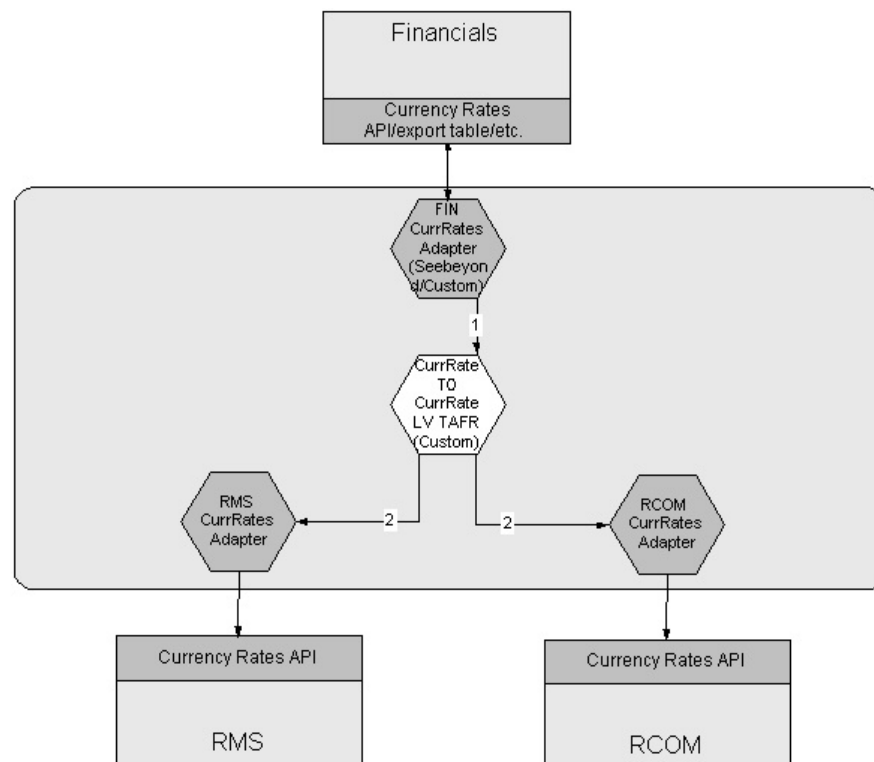 Financials
Currency Rates
API/export table/etc.
FIN
CurrRates
Adapter
(Seebeyon
d/Custom)
1
CurrRate
TO
CurrRate
LV TAFR
(Custom)
RMS
CurrRates
Adapter
2
2
RCOM
CurrRates
Adapter
Currency Rates API
RMS
Currency Rates API
RCOM